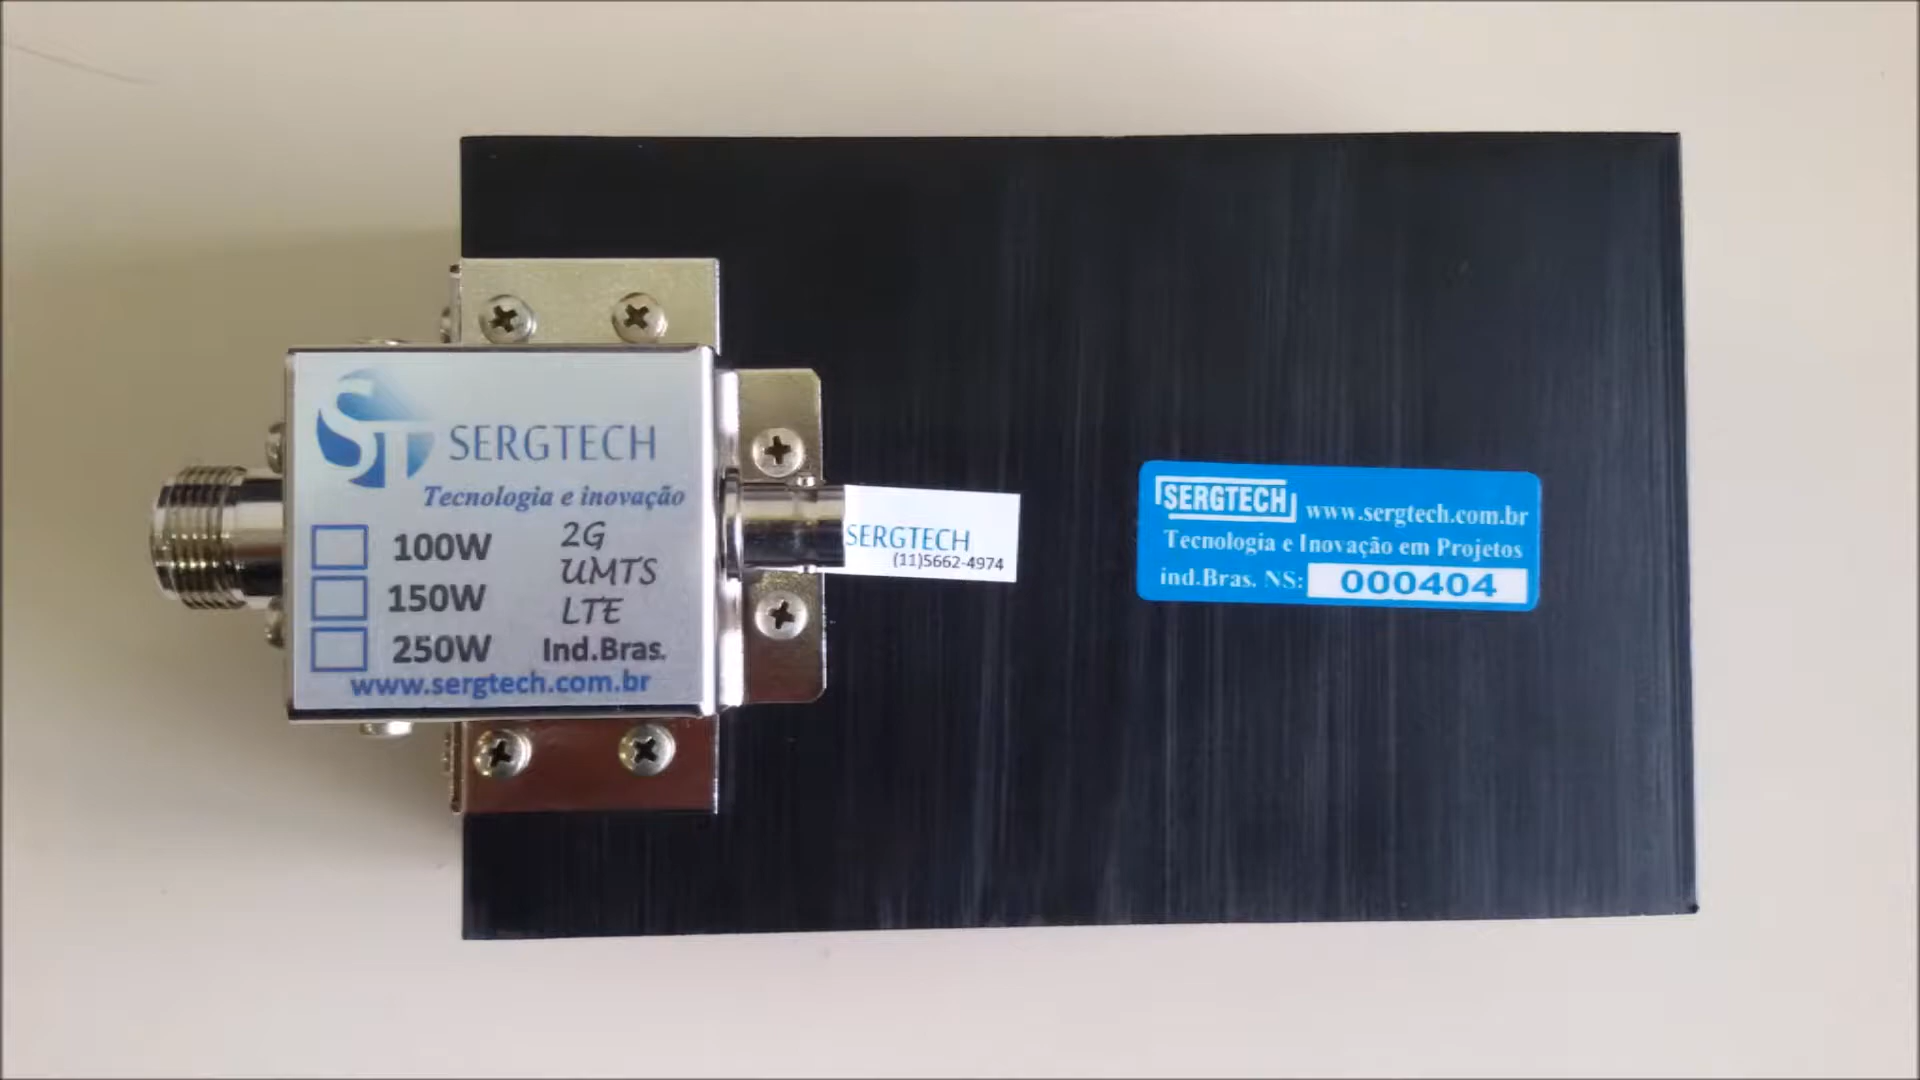 ST SERGTECH
Tecnologia e inovação
100W 2G
UMTS
150W LTE
250W Ind.Bras.
www.sergtech.com.br
SERGTECH
(11)5662-4974
SERGTECH www.sergtech.com.br
Tecnologia e Inovação em Projetos
ind.Bras. NS: 000404